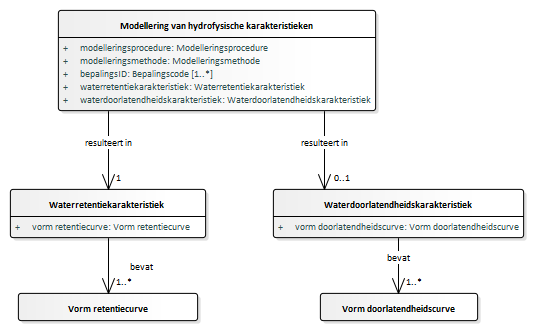 Modellering van hydrofysische karakteristieken
+ modelleringsprocedure: Modelleringsprocedure
+ modelleringsmethode: Modelleringsmethode
+ bepalingsID: Bepalingscode [1..*]
+ waterretentiekarakteristiek: Waterretentiekarakteristiek
+ waterdoorlatendheidskarakteristiek: Waterdoorlatendheidskarakteristiek
resulteert in resulteert in
1 0..1
Waterretentiekarakteristiek Waterdoorlatendheidskarakteristiek
+ vorm retentiecurve: Vorm retentiecurve + vorm doorlatendheidscurve: Vorm doorlatendheidscurve
bevat bevat
1..* 1..*
Vorm retentiecurve Vorm doorlatendheidscurve